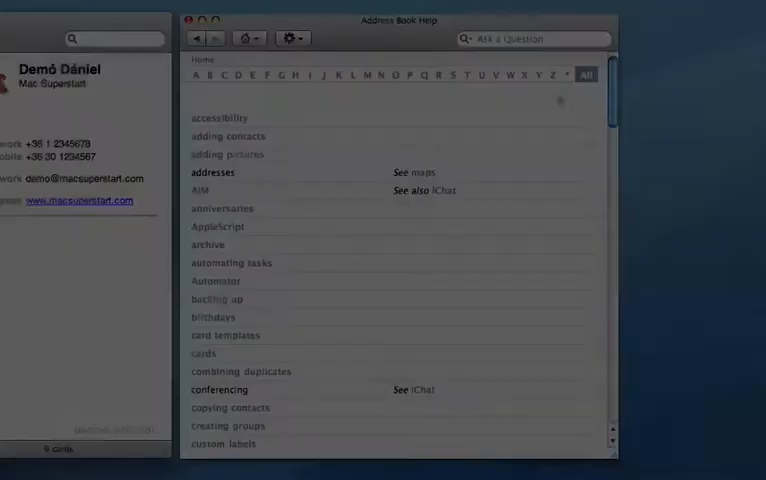 Demó Dániel
Mac Superstart
work +36 1 2345678
mobile +36 30 1234567
work demo@macsuperstart.com
www.macsuperstart.com
9 cards
Address Book Help
Ask a Question
Home
A B C D E F G H I J K L M N O P Q R S T U V W X Y Z * All
accessibility
adding contacts
adding pictures
addresses See maps
AIM See also iChat
anniversaries
AppleScript
archive
automating tasks
Automator
backing up
birthdays
card templates
cards
combining duplicates
conferencing See iChat
copying contacts
creating groups
custom labels